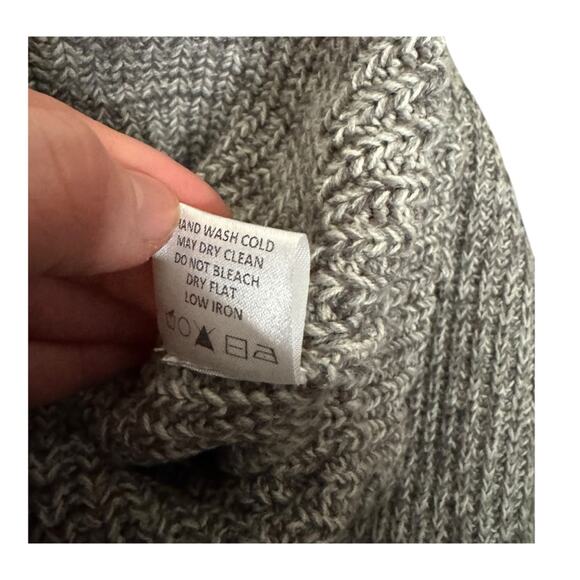 HAND WASH COLD
MAY DRY CLEAN
DO NOT BLEACH
DRY FLAT
LOW IRON